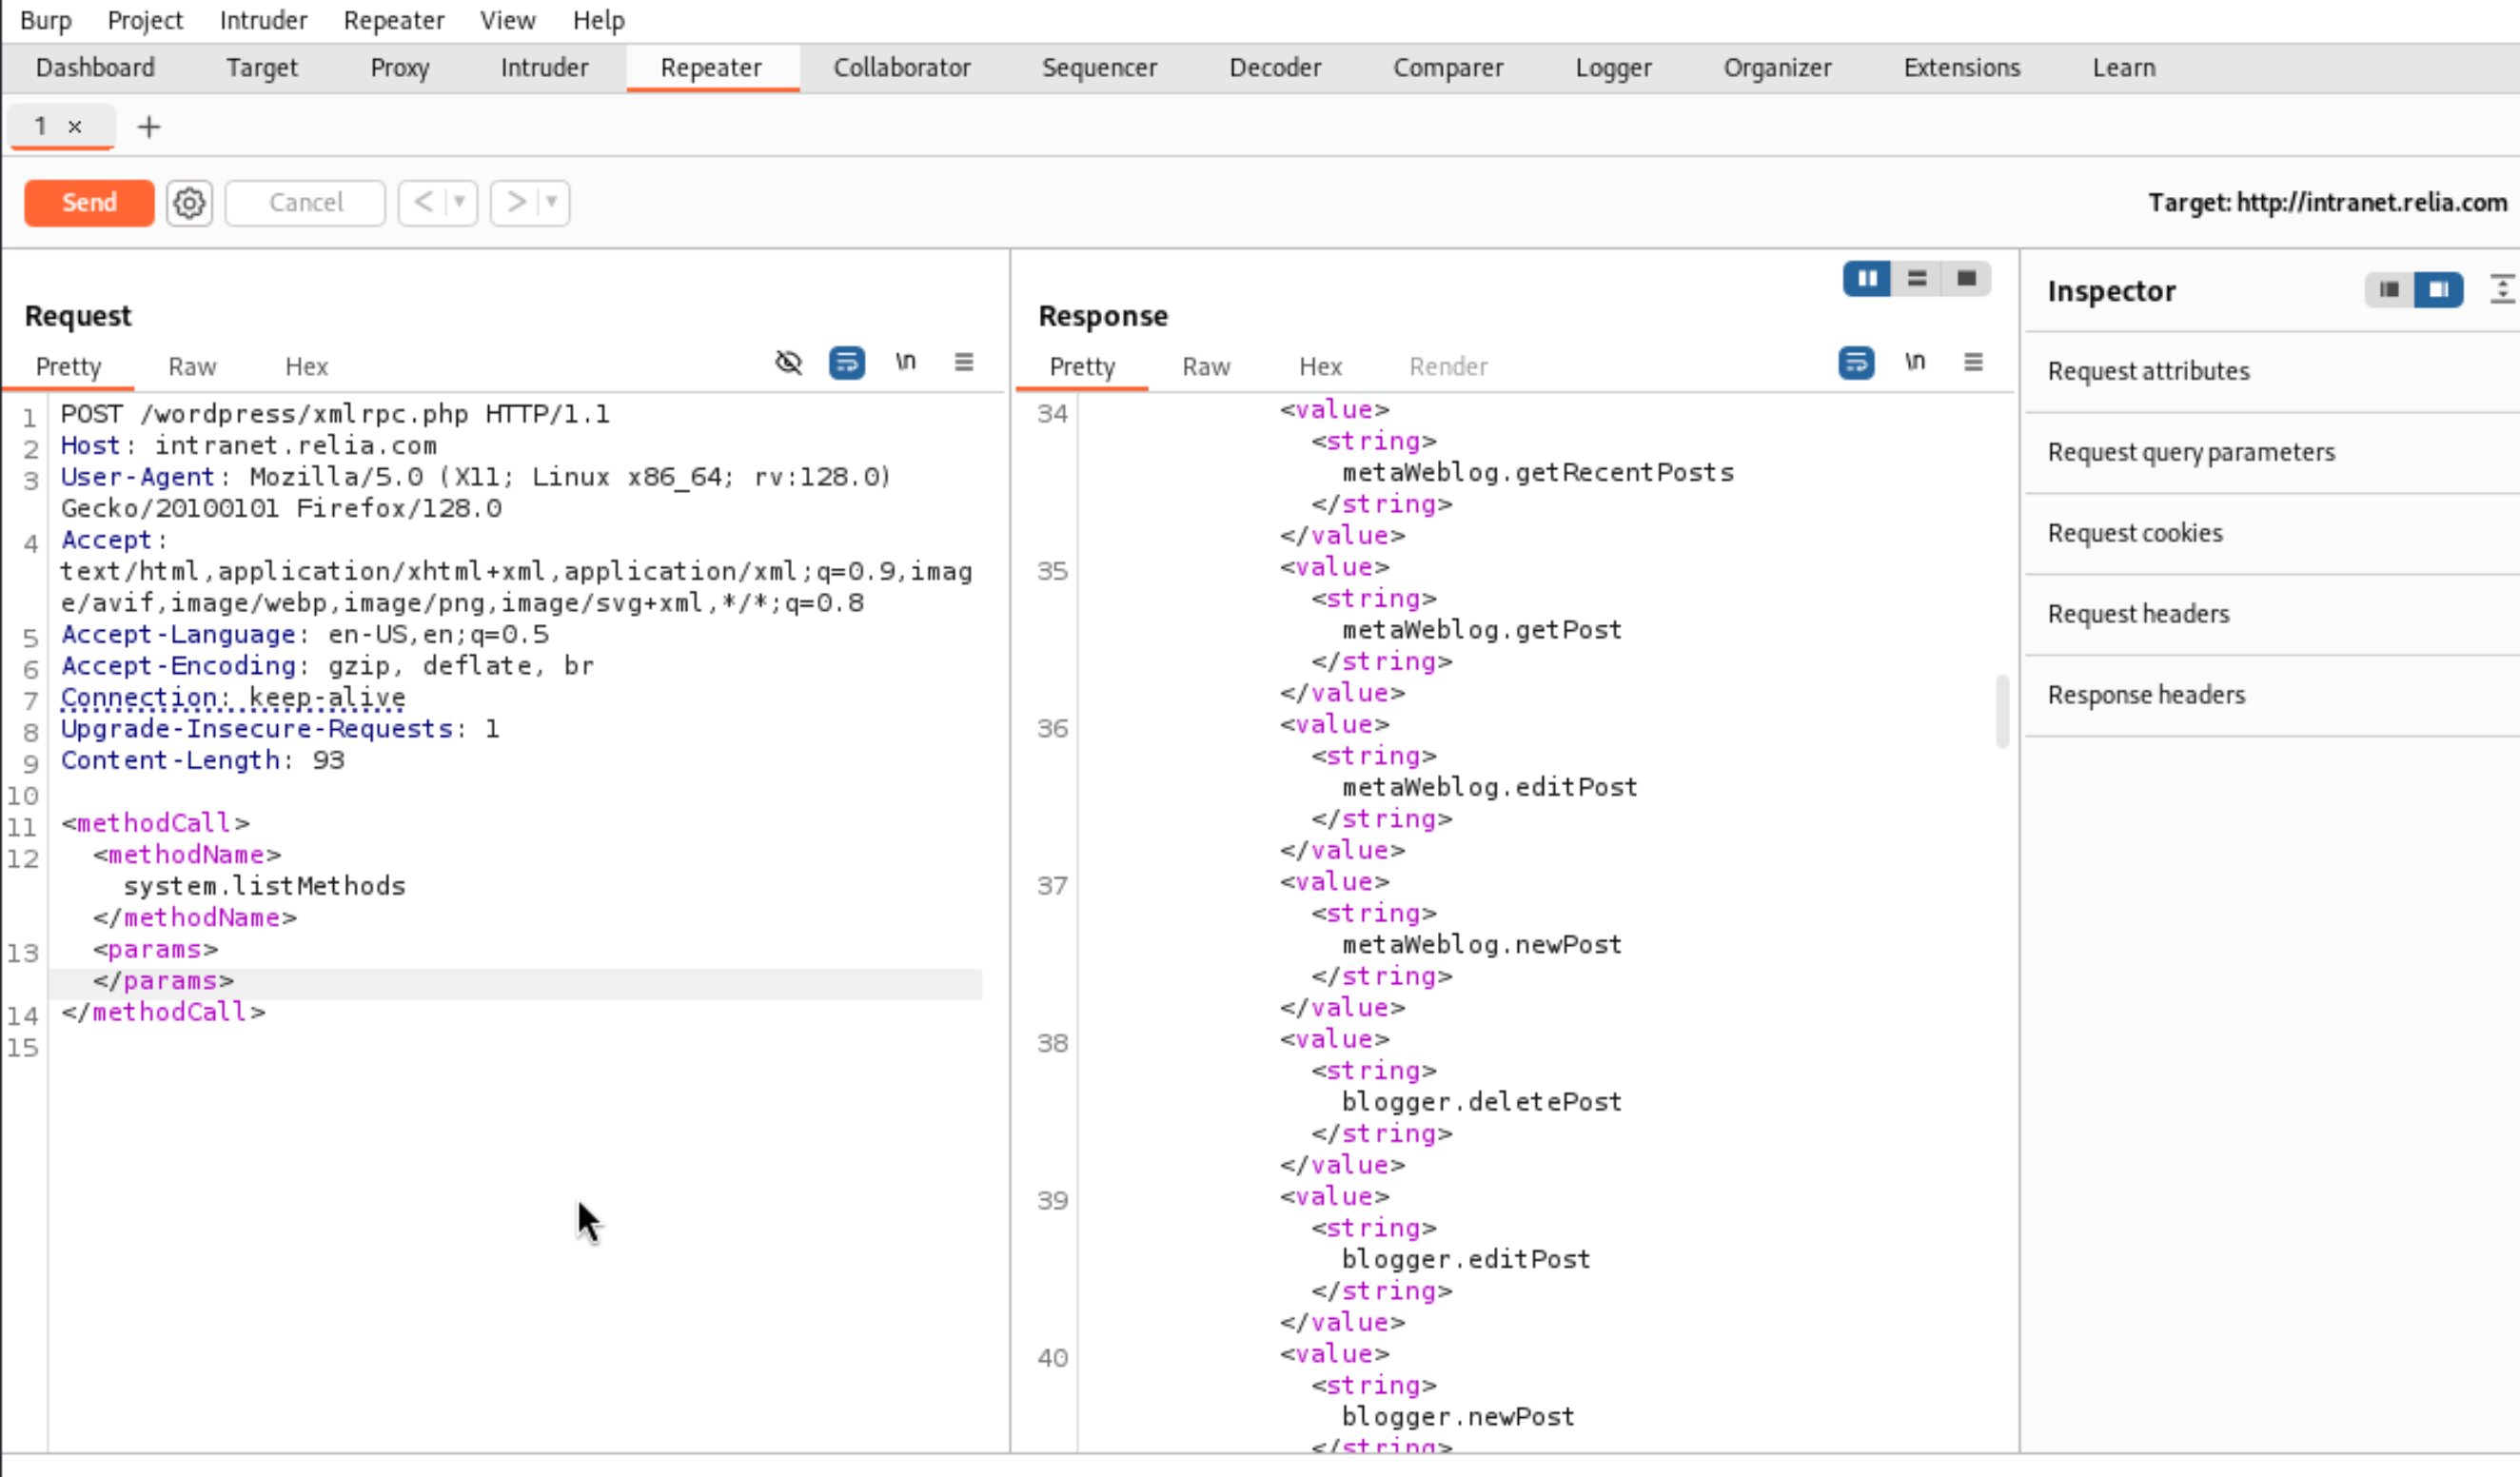 Burp Project Intruder Repeater View Help
Dashboard Target Proxy Intruder Repeater Collaborator Sequencer Decoder Comparer Logger Organizer Extensions Learn
1 × +
Send Cancel < > Target: http://intranet.relia.com
Request
Pretty Raw Hex \n
1 POST /wordpress/xmlrpc.php HTTP/1.1
2 Host: intranet.relia.com
3 User-Agent: Mozilla/5.0 (X11; Linux x86_64; rv:128.0)
Gecko/20100101 Firefox/128.0
4 Accept:
text/html,application/xhtml+xml,application/xml;q=0.9,imag
e/avif,image/webp,image/png,image/svg+xml,*/*;q=0.8
5 Accept-Language: en-US,en;q=0.5
6 Accept-Encoding: gzip, deflate, br
7 Connection: keep-alive
8 Upgrade-Insecure-Requests: 1
9 Content-Length: 93
10
11 <methodCall>
12 <methodName>
system.listMethods
</methodName>
13 <params>
</params>
14 </methodCall>
15
Response
Pretty Raw Hex Render \n
34 <value>
<string>
metaWeblog.getRecentPosts
</string>
</value>
35 <value>
<string>
metaWeblog.getPost
</string>
</value>
36 <value>
<string>
metaWeblog.editPost
</string>
</value>
37 <value>
<string>
metaWeblog.newPost
</string>
</value>
38 <value>
<string>
blogger.deletePost
</string>
</value>
39 <value>
<string>
blogger.editPost
</string>
</value>
40 <value>
<string>
blogger.newPost
</string>
Inspector
Request attributes
Request query parameters
Request cookies
Request headers
Response headers